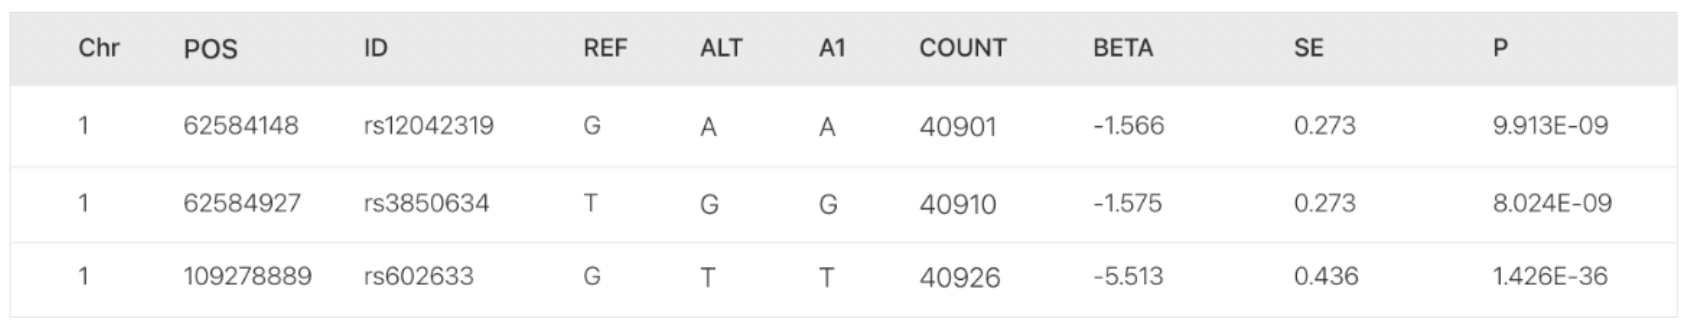 Chr POS ID REF ALT A1 COUNT BETA SE P
1 62584148 rs12042319 G A A 40901 -1.566 0.273 9.913E-09
1 62584927 rs3850634 T G G 40910 -1.575 0.273 8.024E-09
1 109278889 rs602633 G T T 40926 -5.513 0.436 1.426E-36